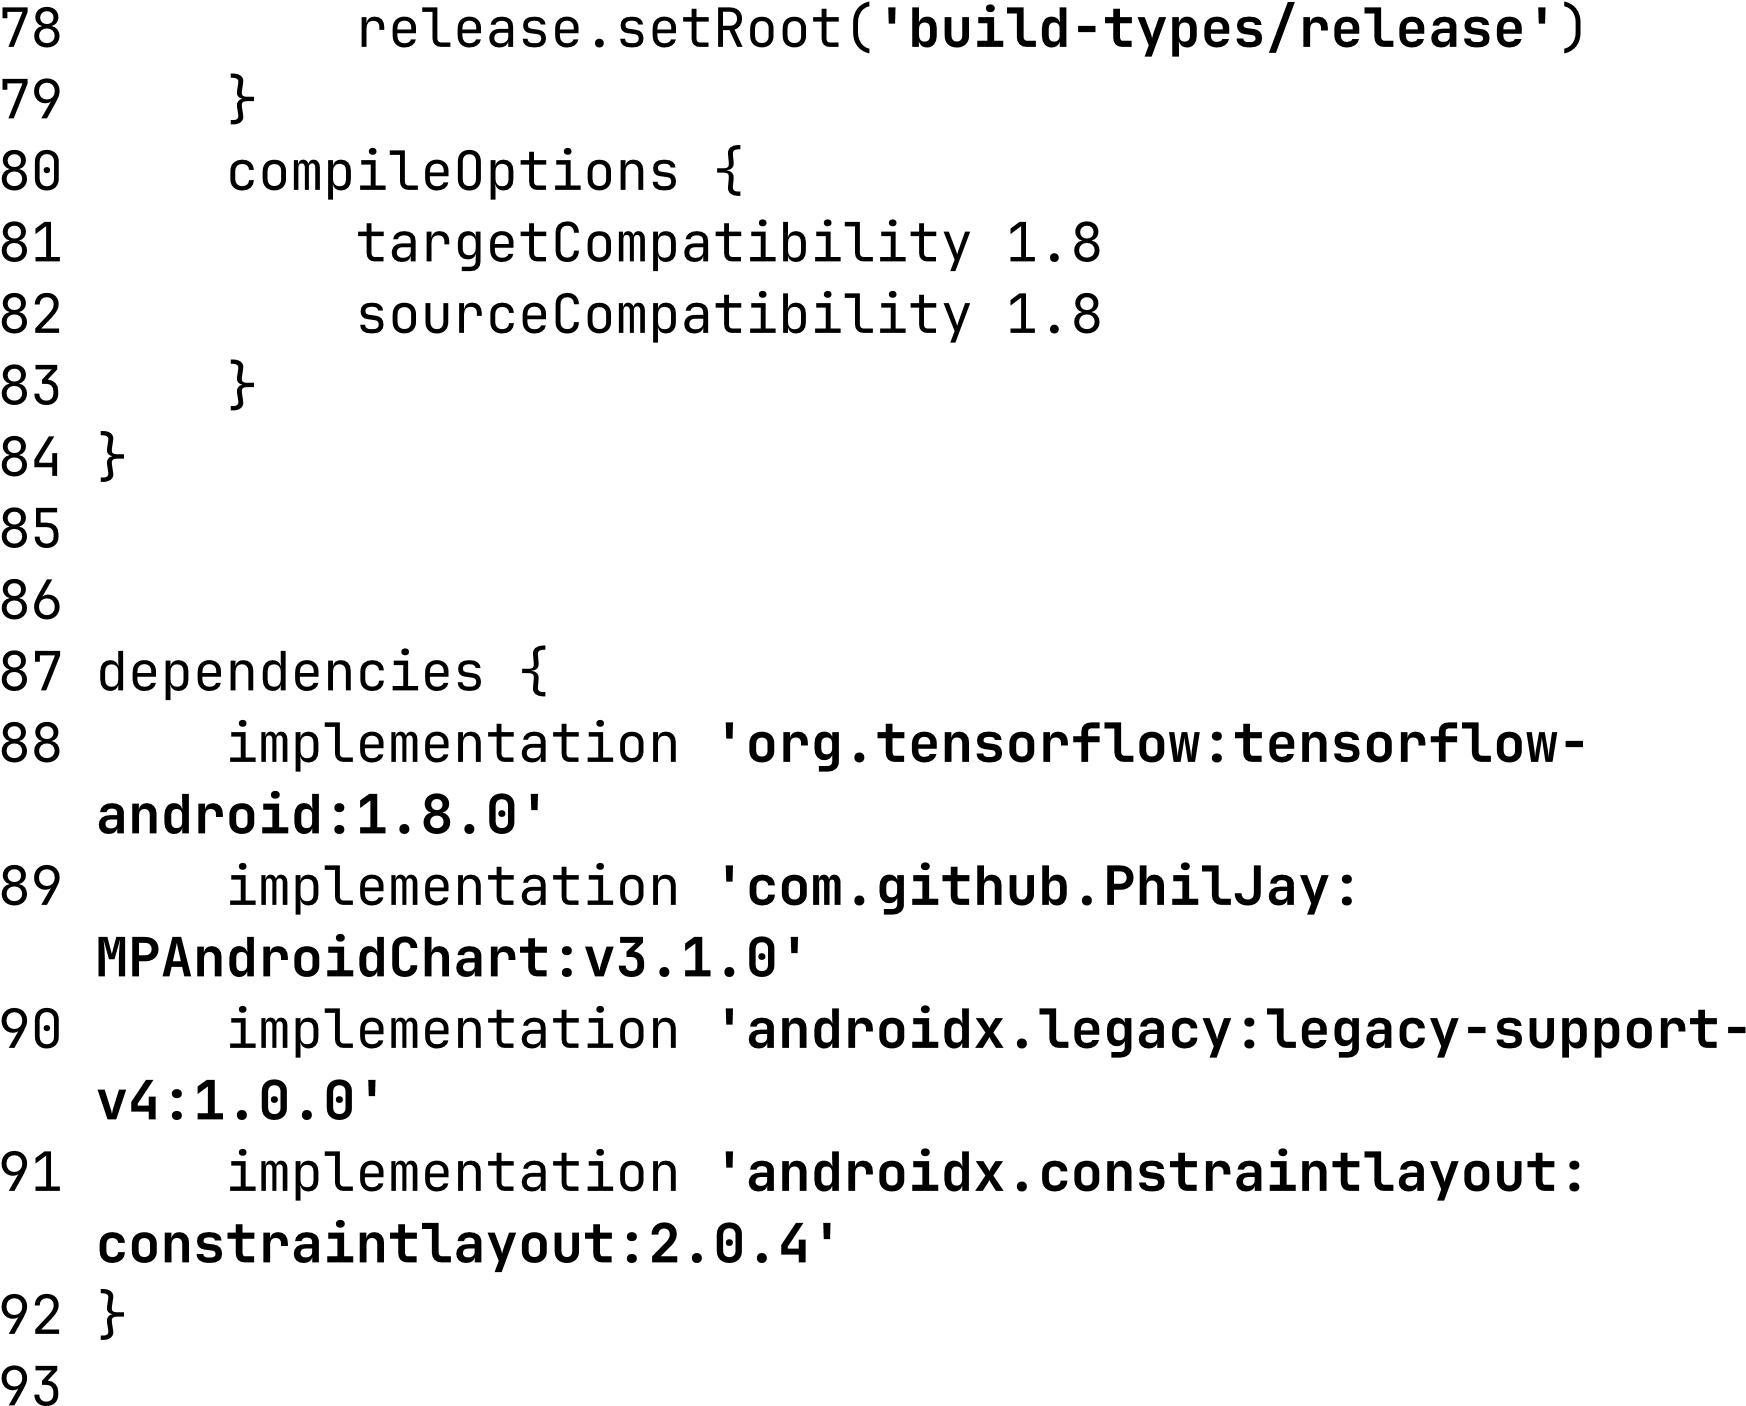 78         release.setRoot('build-types/release')
79     }
80     compileOptions {
81         targetCompatibility 1.8
82         sourceCompatibility 1.8
83     }
84 }
85
86
87 dependencies {
88     implementation 'org.tensorflow:tensorflow-
   android:1.8.0'
89     implementation 'com.github.PhilJay:
   MPAndroidChart:v3.1.0'
90     implementation 'androidx.legacy:legacy-support-
   v4:1.0.0'
91     implementation 'androidx.constraintlayout:
   constraintlayout:2.0.4'
92 }
93